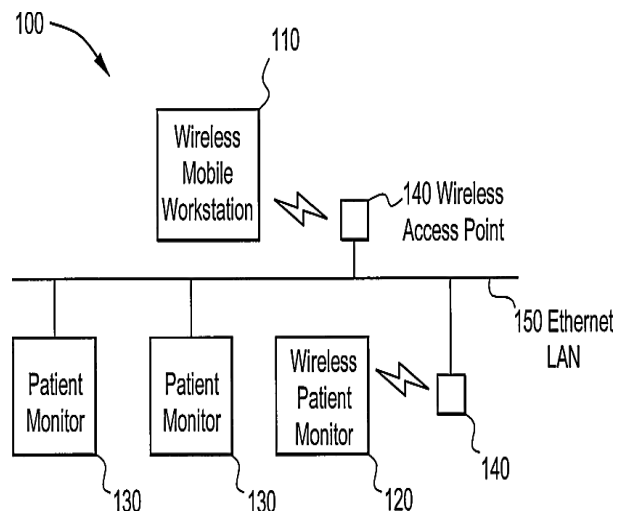 100
110
Wireless
Mobile
Workstation
140 Wireless
Access Point
150 Ethernet
LAN
Patient
Monitor
Patient
Monitor
Wireless
Patient
Monitor
130
130
120
140